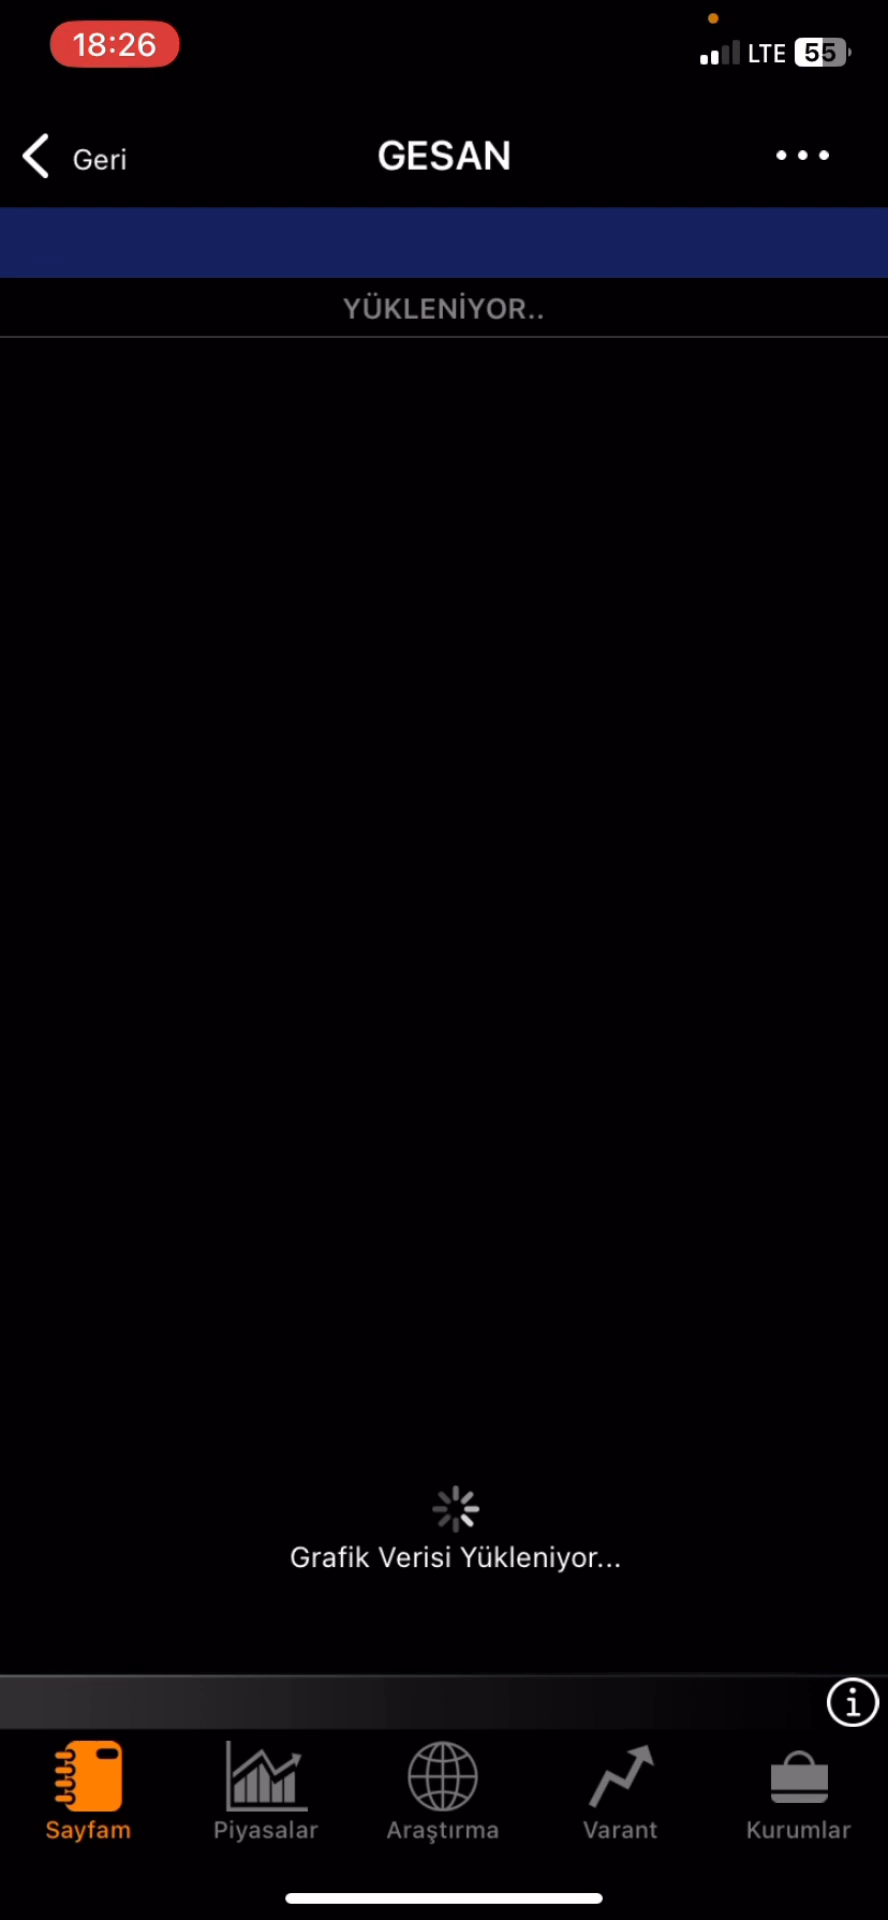 18:26
LTE 55
Geri
GESAN
YÜKLENİYOR..
Grafik Verisi Yükleniyor...
Sayfam
Piyasalar
Araştırma
Varant
Kurumlar